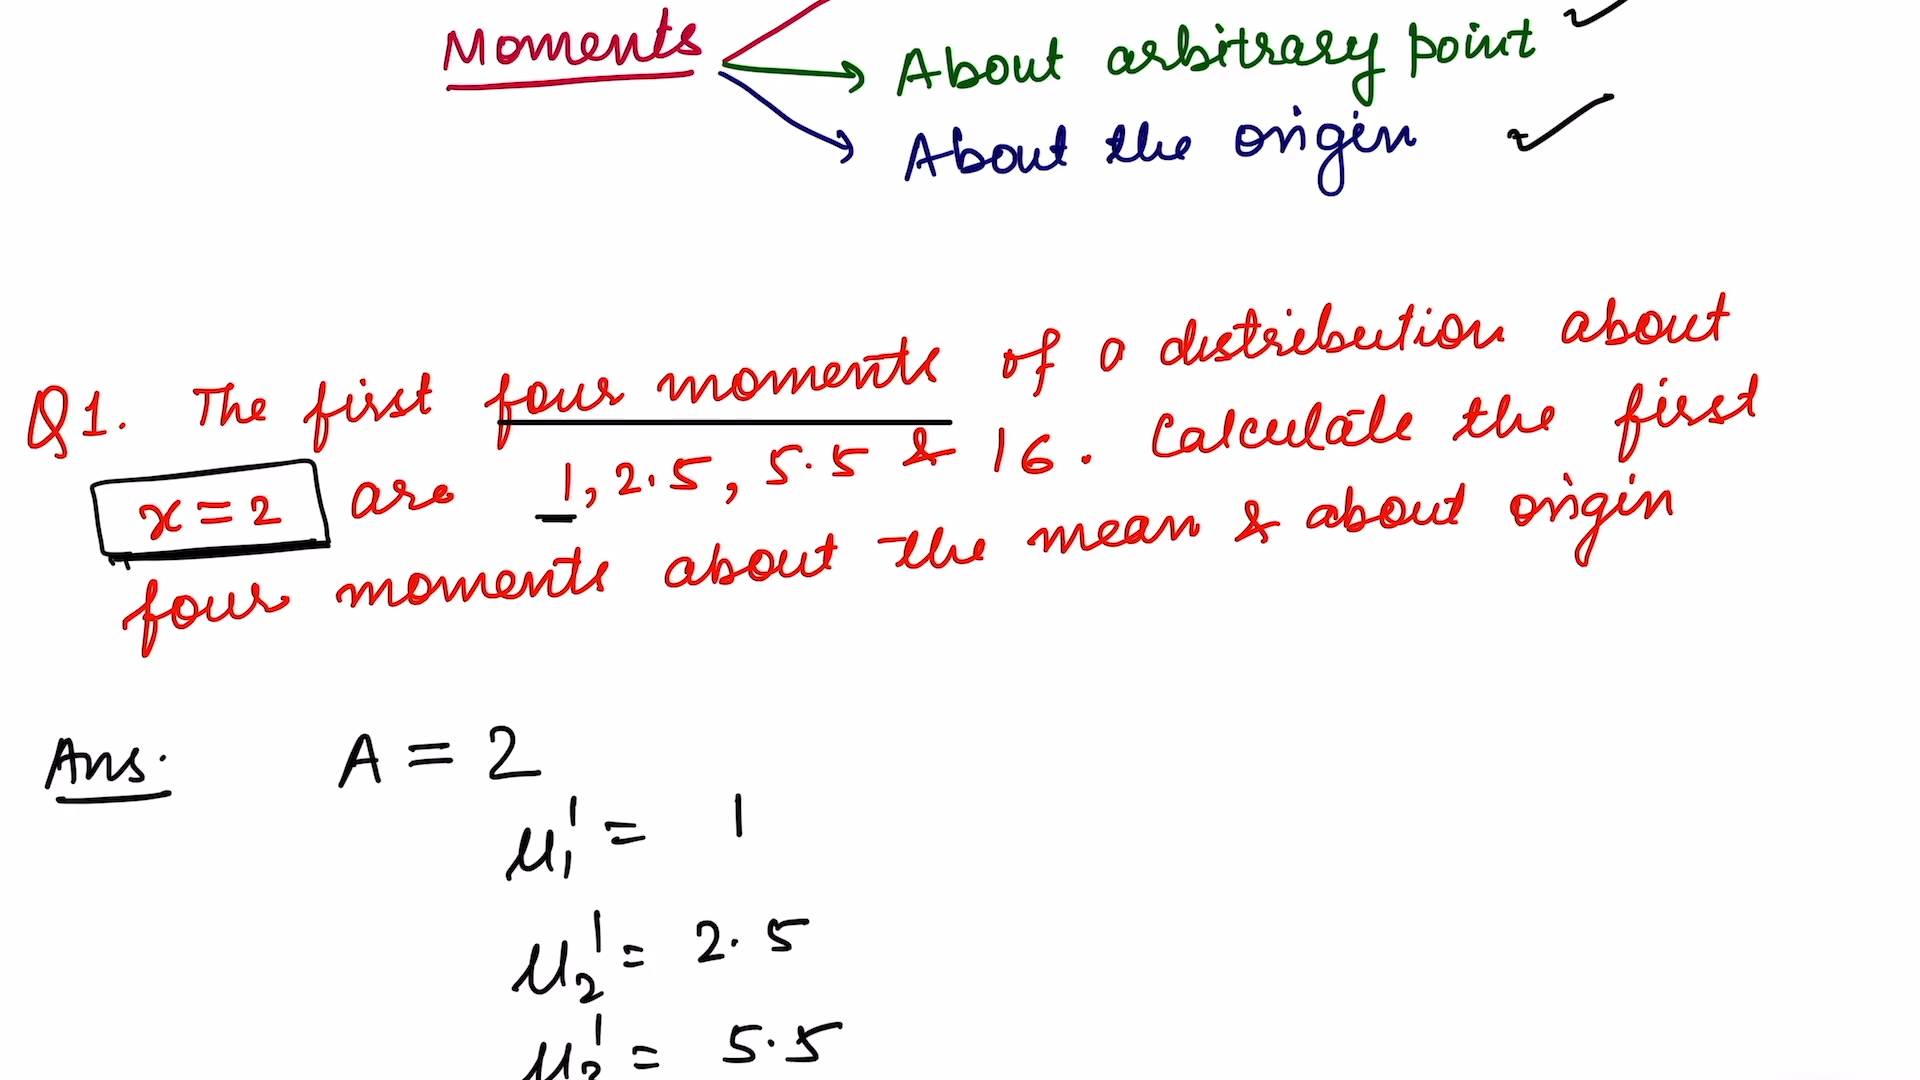 Moments
About arbitrary point
About the origin
Q1. The first four moments of a distribution about
x = 2 are 1, 2.5, 5.5 & 16. Calculate the first
four moments about the mean & about origin
Ans. A = 2
μ₁' = 1
μ₂' = 2.5
μ₃' = 5.5